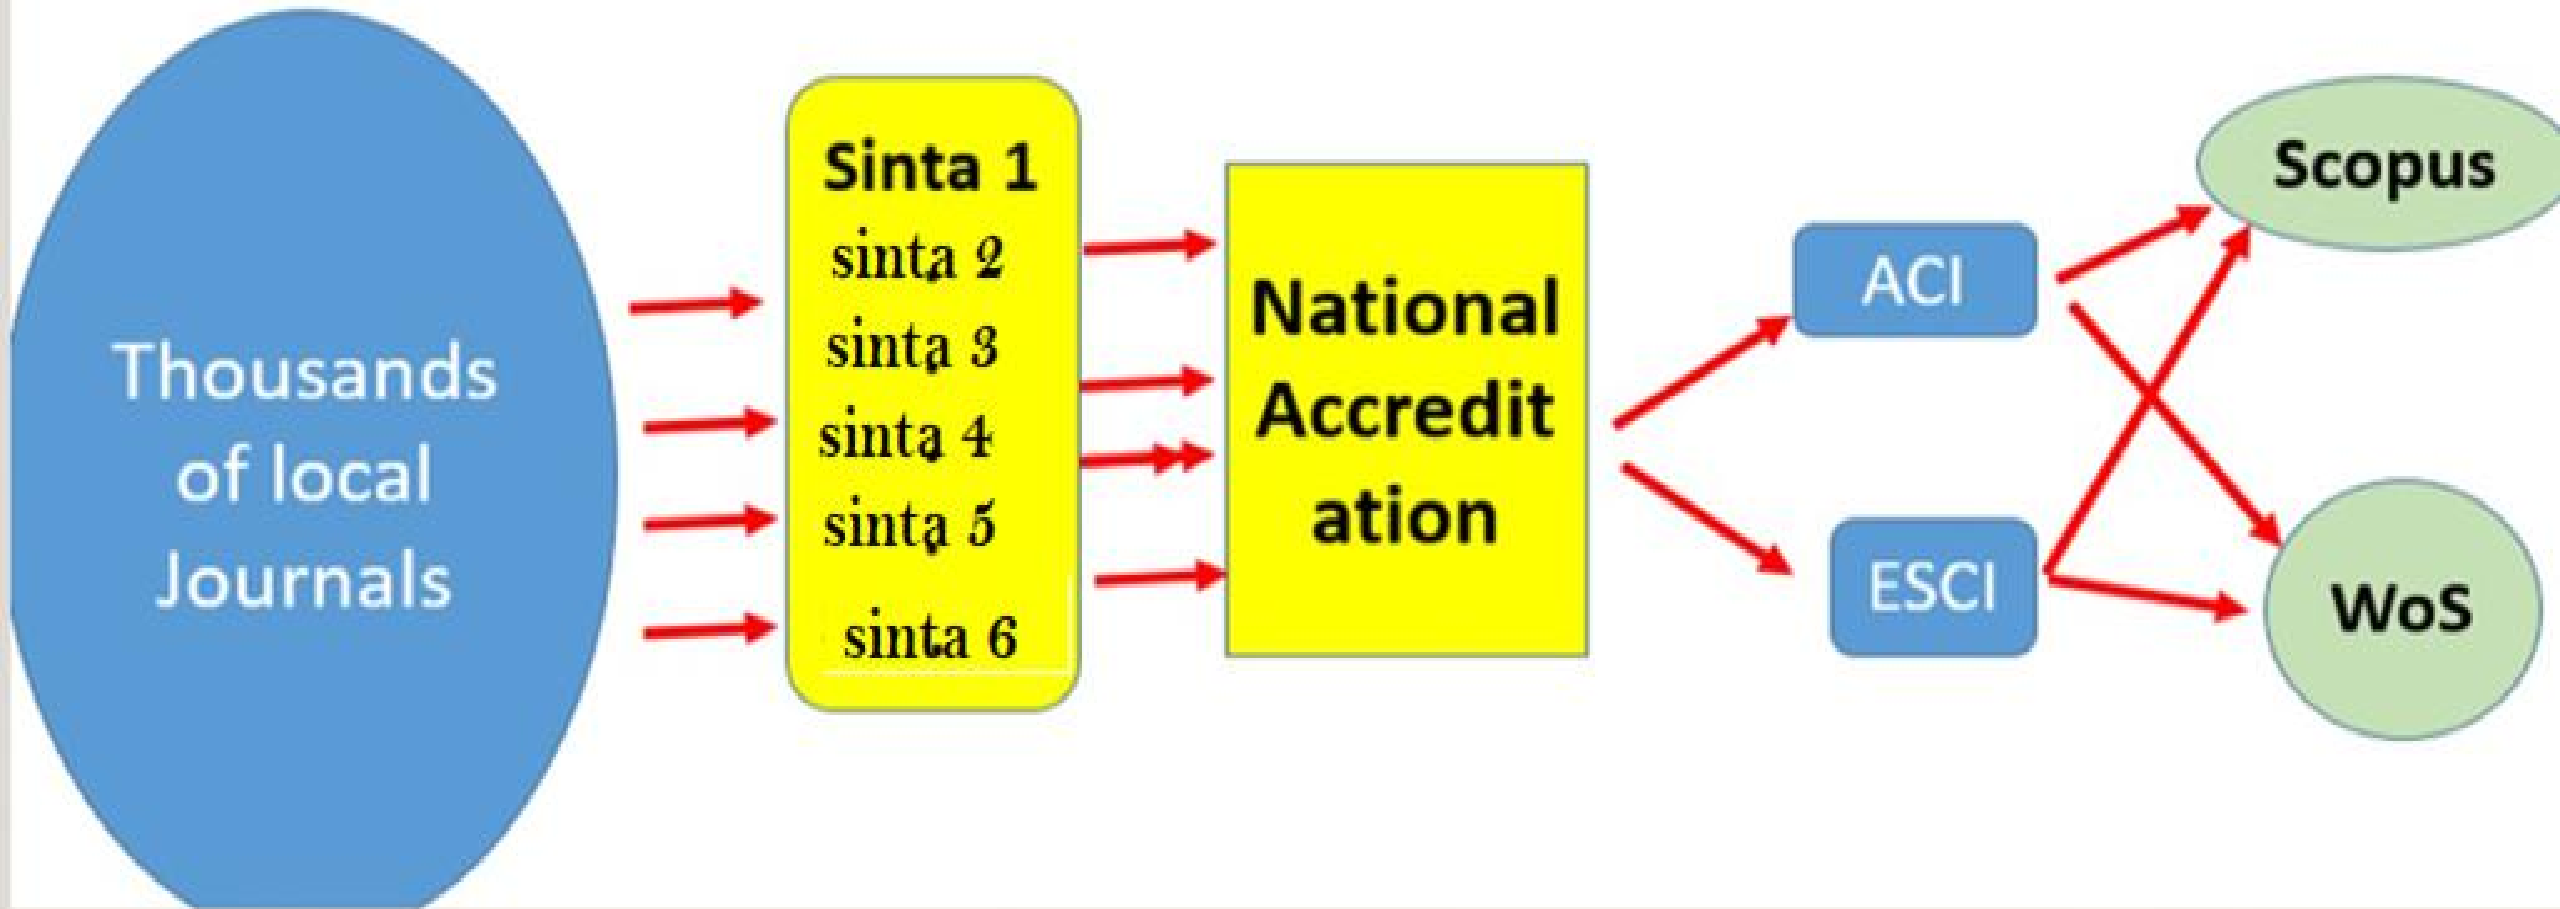 Thousands
of local
Journals
Sinta 1
sinta 2
sinta 3
sinta 4
sinta 5
sinta 6
National
Accredit
ation
ACI
ESCI
Scopus
WoS